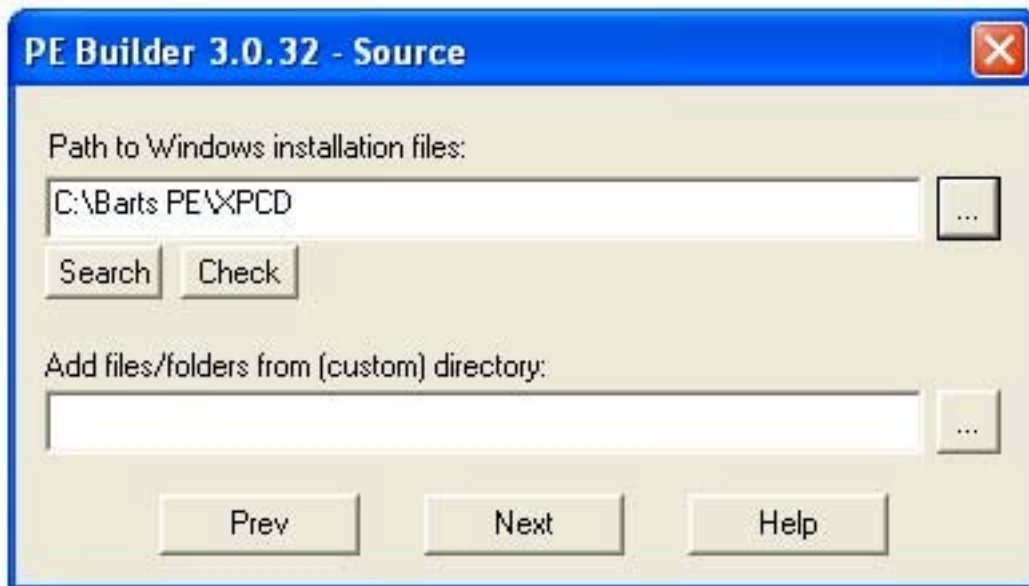 PE Builder 3.0.32 - Source
Path to Windows installation files:
C:\Barts PE\XPCD
...
Search Check
Add files/folders from (custom) directory:
...
Prev Next Help